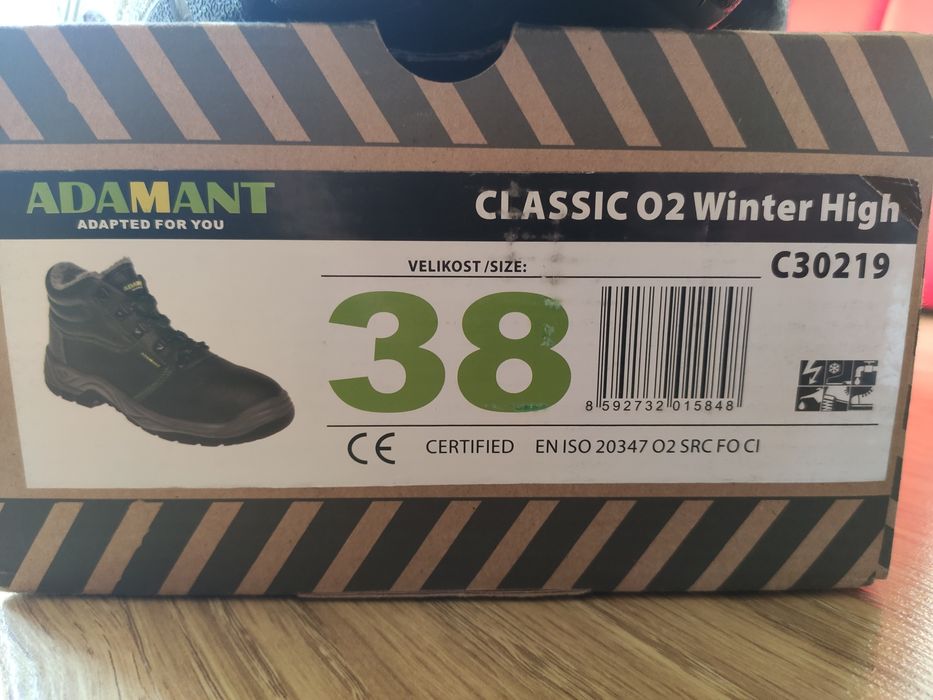 ADAMANT
ADAPTED FOR YOU
CLASSIC O2 Winter High
C30219
VELIKOST /SIZE:
38
8 592732 015848
CE CERTIFIED EN ISO 20347 O2 SRC FO CI